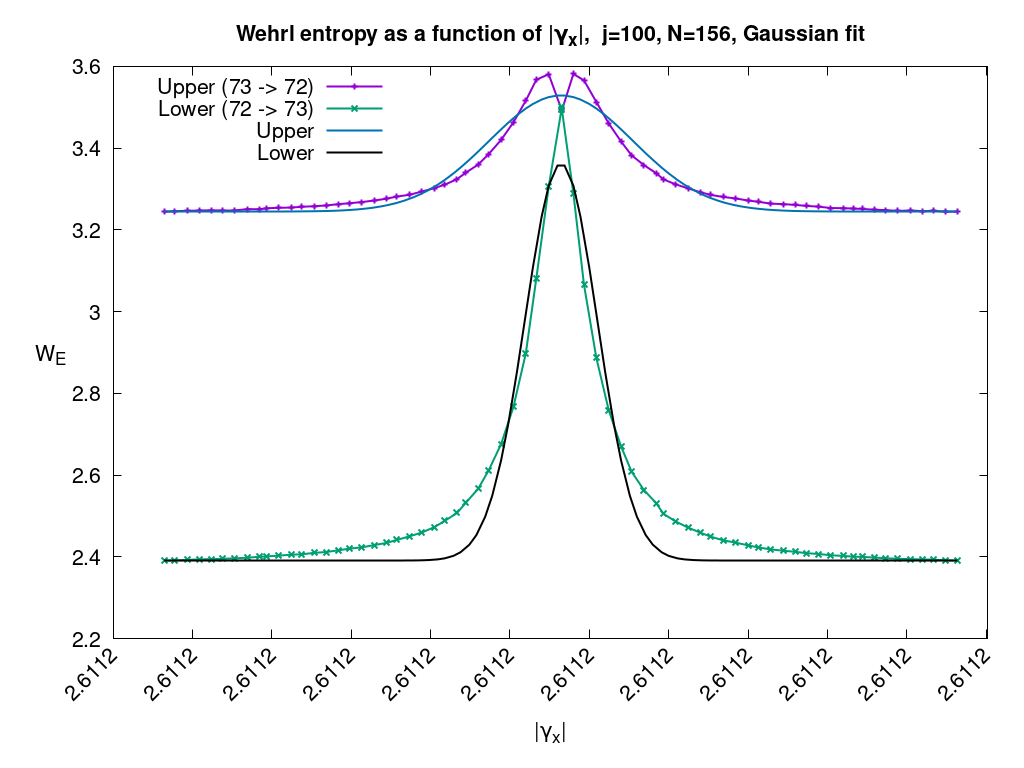 Wehrl entropy as a function of |γx|, j=100, N=156, Gaussian fit
3.6
3.4
3.2
3
2.8
2.6
2.4
2.2
WE
Upper (73 -> 72)
Lower (72 -> 73)
Upper
Lower
2.6112
2.6112
2.6112
2.6112
2.6112
2.6112
2.6112
2.6112
2.6112
2.6112
2.6112
2.6112
|γx|